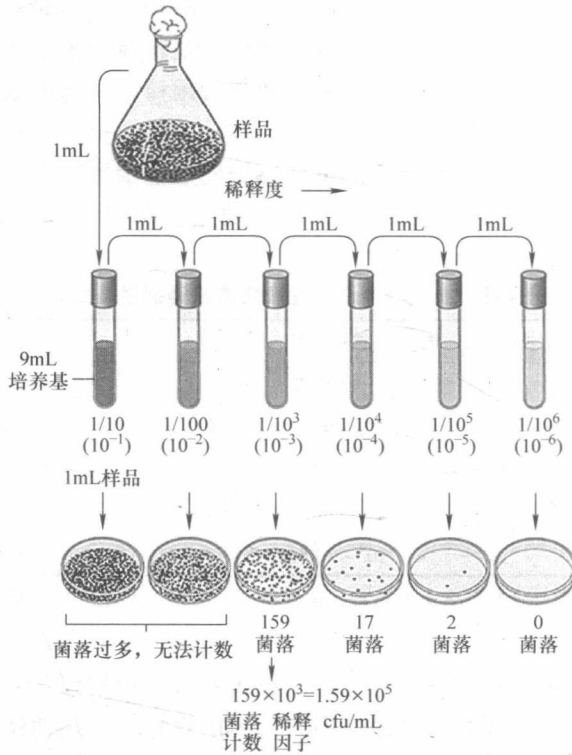 样品
1mL
稀释度
1mL 1mL 1mL 1mL 1mL
9mL
培养基
1/10 1/100 1/10³ 1/10⁴ 1/10⁵ 1/10⁶
(10⁻¹) (10⁻²) (10⁻³) (10⁻⁴) (10⁻⁵) (10⁻⁶)
1mL样品
159 17 2 0
菌落过多，无法计数 菌落 菌落 菌落 菌落
159×10³=1.59×10⁵
菌落 稀释 cfu/mL
计数 因子